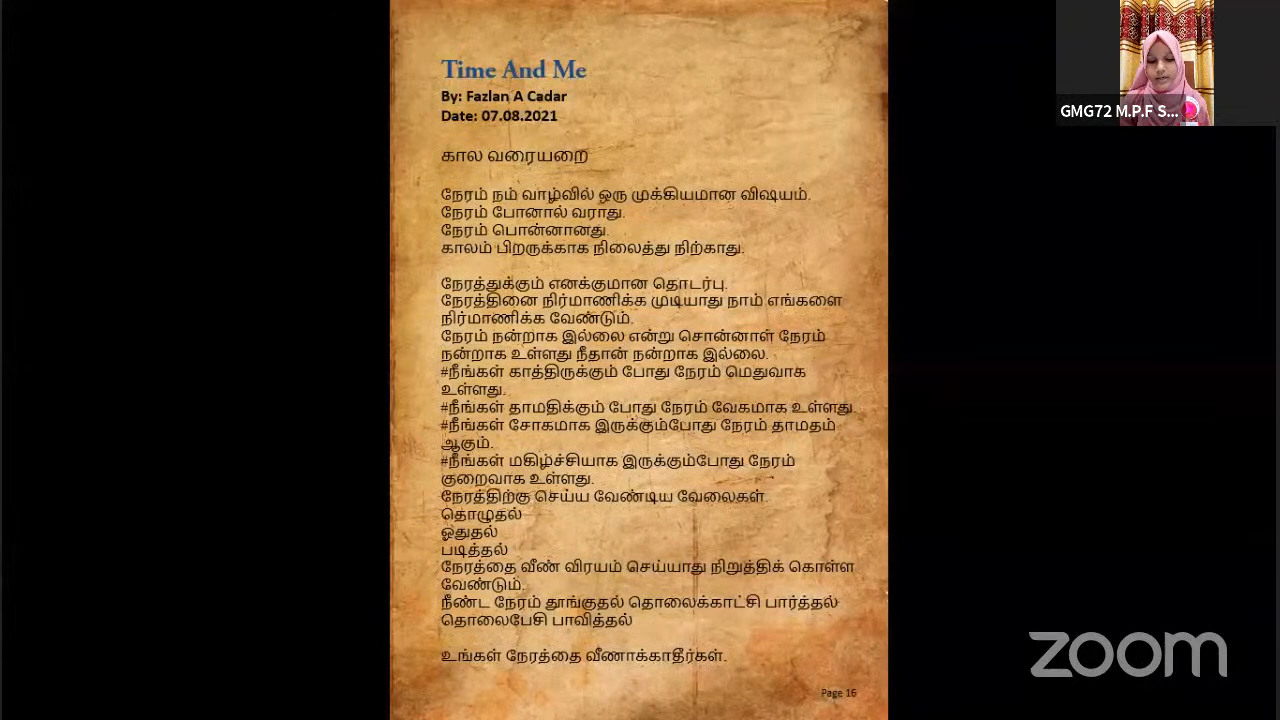 Time And Me
By: Fazlan A Cadar
Date: 07.08.2021
கால வரையறை
நேரம் நம் வாழ்வில் ஒரு முக்கியமான விஷயம்.
நேரம் போனால் வராது.
நேரம் பொன்னானது.
காலம் பிறருக்காக நிலைத்து நிற்காது.
நேரத்துக்கும் எனக்குமான தொடர்பு.
நேரத்தினை நிர்மாணிக்க முடியாது நாம் எங்களை
நிர்மாணிக்க வேண்டும்.
நேரம் நன்றாக இல்லை என்று சொன்னாள் நேரம்
நன்றாக உள்ளது நீதான் நன்றாக இல்லை.
#நீங்கள் காத்திருக்கும் போது நேரம் மெதுவாக
உள்ளது.
#நீங்கள் தாமதிக்கும் போது நேரம் வேகமாக உள்ளது.
#நீங்கள் சோகமாக இருக்கும்போது நேரம் தாமதம்
ஆகும்.
#நீங்கள் மகிழ்ச்சியாக இருக்கும்போது நேரம்
குறைவாக உள்ளது.
நேரத்திற்கு செய்ய வேண்டிய வேலைகள்.
தொழுதல்
ஓதுதல்
படித்தல்
நேரத்தை வீண் விரயம் செய்யாது நிறுத்திக் கொள்ள
வேண்டும்.
நீண்ட நேரம் தூங்குதல் தொலைக்காட்சி பார்த்தல்
தொலைபேசி பாவித்தல்
உங்கள் நேரத்தை வீணாக்காதீர்கள்.
Page 16
GMG72 M.P.F S...
zoom